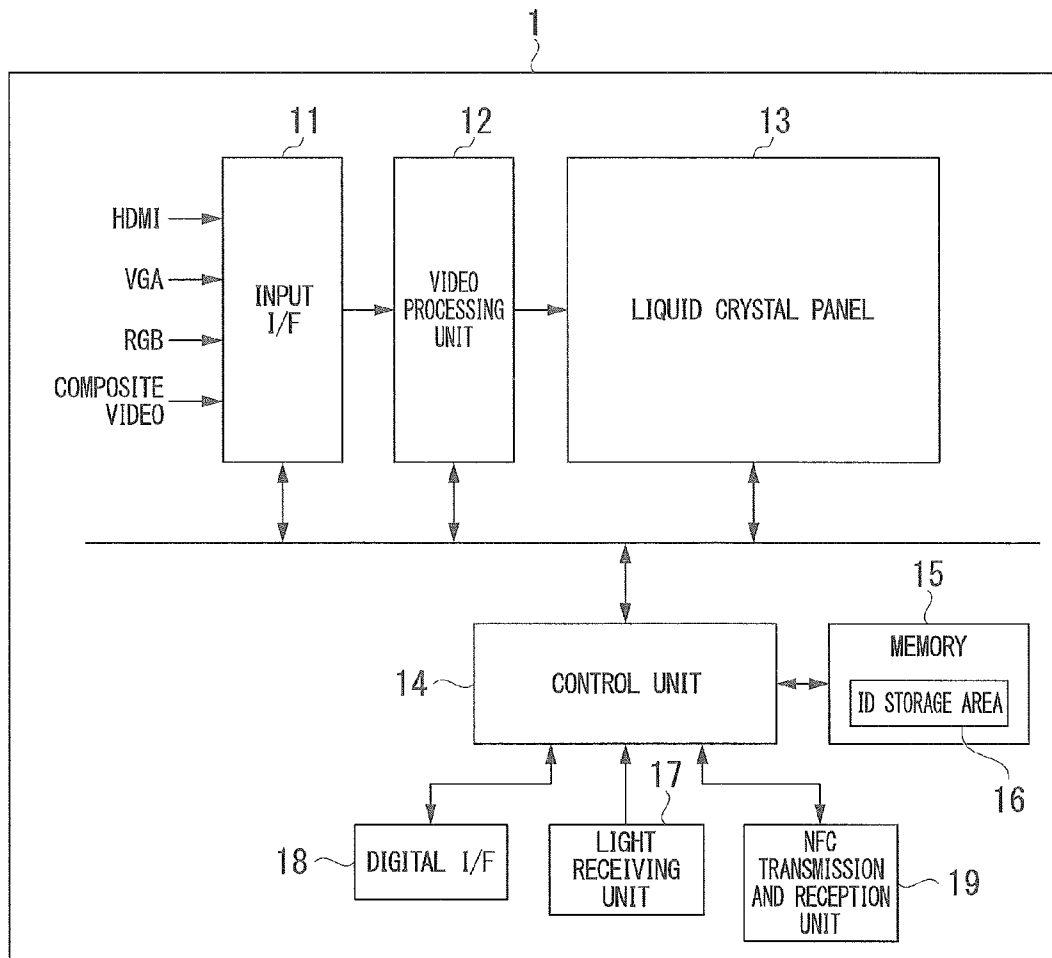 1
11
12
13
HDMI
VGA
RGB
COMPOSITE
VIDEO
INPUT
I/F
VIDEO
PROCESSING
UNIT
LIQUID CRYSTAL PANEL
14
CONTROL UNIT
15
MEMORY
ID STORAGE AREA
16
17
18
DIGITAL I/F
LIGHT
RECEIVING
UNIT
NFC
TRANSMISSION
AND RECEPTION
UNIT
19